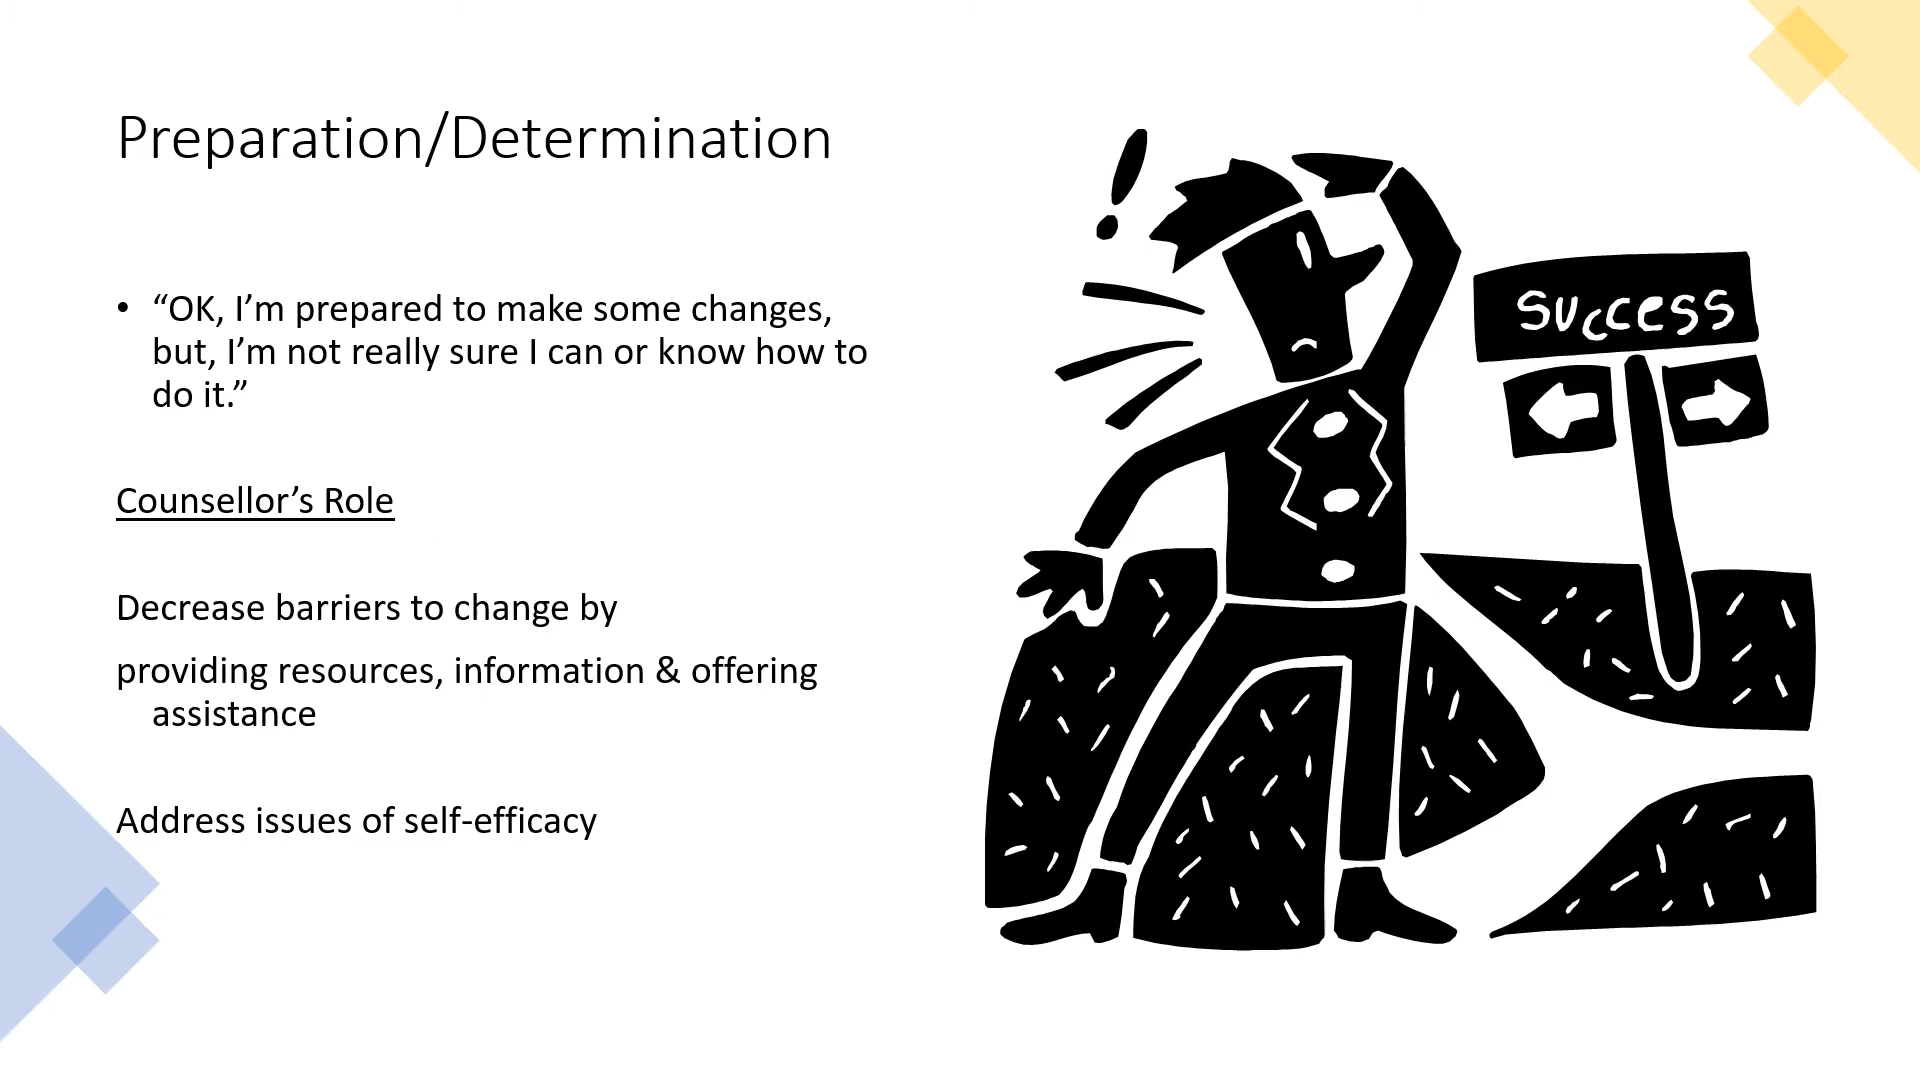 Preparation/Determination
• “OK, I’m prepared to make some changes,
but, I’m not really sure I can or know how to
do it.”
Counsellor’s Role
Decrease barriers to change by
providing resources, information & offering
assistance
Address issues of self-efficacy
success